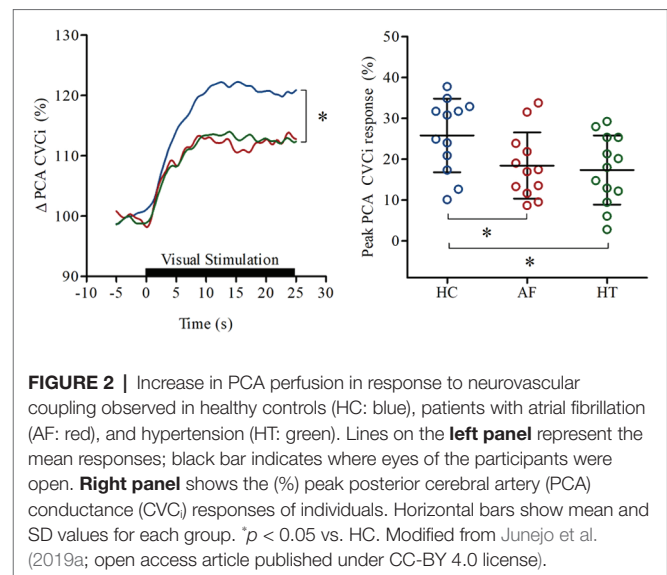 130
120
110
100
90
Δ PCA CVCi (%)
*
Visual Stimulation
-10 -5 0 5 10 15 20 25 30
Time (s)
50
40
30
20
10
0
Peak PCA CVCi response (%)
*
*
HC AF HT
FIGURE 2 | Increase in PCA perfusion in response to neurovascular
coupling observed in healthy controls (HC: blue), patients with atrial fibrillation
(AF: red), and hypertension (HT: green). Lines on the left panel represent the
mean responses; black bar indicates where eyes of the participants were
open. Right panel shows the (%) peak posterior cerebral artery (PCA)
conductance (CVCi) responses of individuals. Horizontal bars show mean and
SD values for each group. *p < 0.05 vs. HC. Modified from Junejo et al.
(2019a; open access article published under CC-BY 4.0 license).